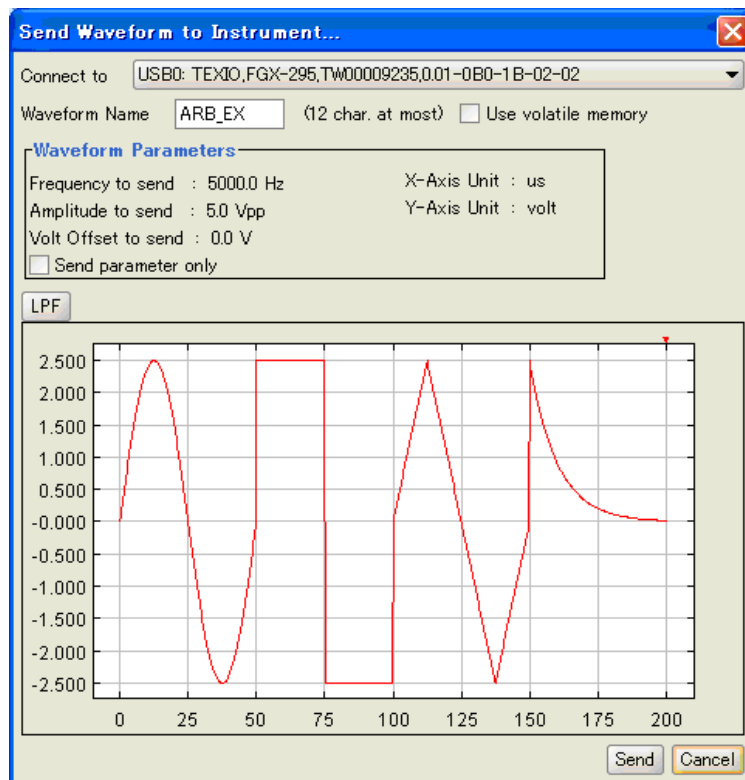 Send Waveform to Instrument...
Connect to USB0: TEXIO,FGX-295,TW00009235,0.01-0B0-1B-02-02
Waveform Name ARB_EX (12 char. at most) Use volatile memory
Waveform Parameters
Frequency to send : 5000.0 Hz X-Axis Unit : us
Amplitude to send : 5.0 Vpp Y-Axis Unit : volt
Volt Offset to send : 0.0 V
Send parameter only
LPF
2.500
2.000
1.500
1.000
0.500
-0.000
-0.500
-1.000
-1.500
-2.000
-2.500
0 25 50 75 100 125 150 175 200
Send Cancel